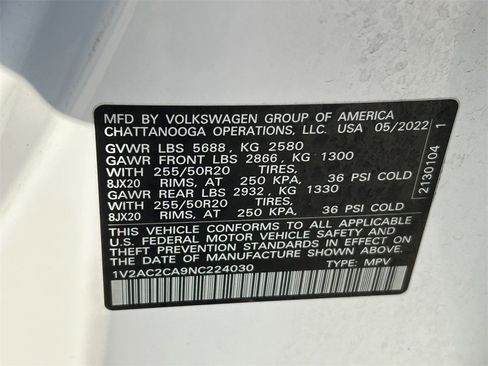 MFD BY VOLKSWAGEN GROUP OF AMERICA
CHATTANOOGA OPERATIONS, LLC. USA 05/2022
GVWR LBS 5688, KG 2580
GAWR FRONT LBS 2866, KG 1300
WITH 255/50R20 TIRES,
8JX20 RIMS, AT 250 KPA, 36 PSI COLD
GAWR REAR LBS 2932, KG 1330
WITH 255/50R20 TIRES,
8JX20 RIMS, AT 250 KPA, 36 PSI COLD
THIS VEHICLE CONFORMS TO ALL APPLICABLE
U.S. FEDERAL MOTOR VEHICLE SAFETY AND
THEFT PREVENTION STANDARDS IN EFFECT ON
THE DATE OF MANUFACTURE SHOWN ABOVE.
1V2AC2CA9NC224030 TYPE: MPV
2130104 1